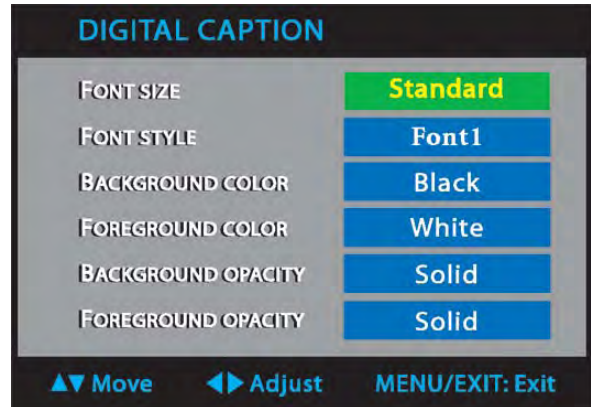 DIGITAL CAPTION
FONT SIZE Standard
FONT STYLE Font1
BACKGROUND COLOR Black
FOREGROUND COLOR White
BACKGROUND OPACITY Solid
FOREGROUND OPACITY Solid
▲▼ Move ◀▶ Adjust MENU/EXIT: Exit